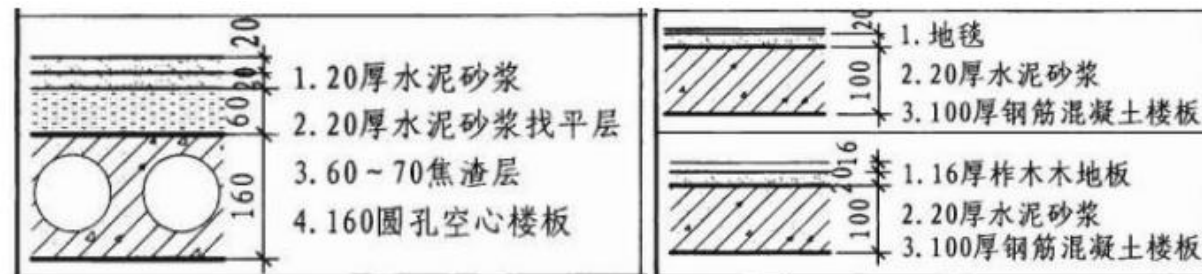 20
20
60
160
1. 20厚水泥砂浆
2. 20厚水泥砂浆找平层
3. 60~70焦渣层
4. 160圆孔空心楼板
20
100
1. 地毯
2. 20厚水泥砂浆
3. 100厚钢筋混凝土楼板
16
20
100
1. 16厚柞木木地板
2. 20厚水泥砂浆
3. 100厚钢筋混凝土楼板